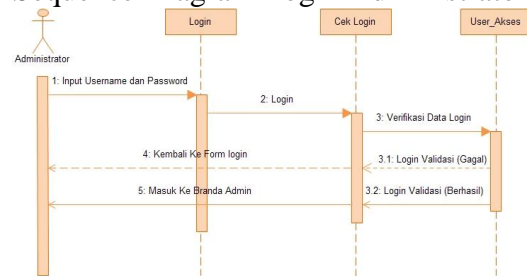 Login
Cek Login
User_Akses
Administrator
1: Input Username dan Password
2: Login
3: Verifikasi Data Login
3.1: Login Validasi (Gagal)
4: Kembali Ke Form login
3.2: Login Validasi (Berhasil)
5: Masuk Ke Branda Admin